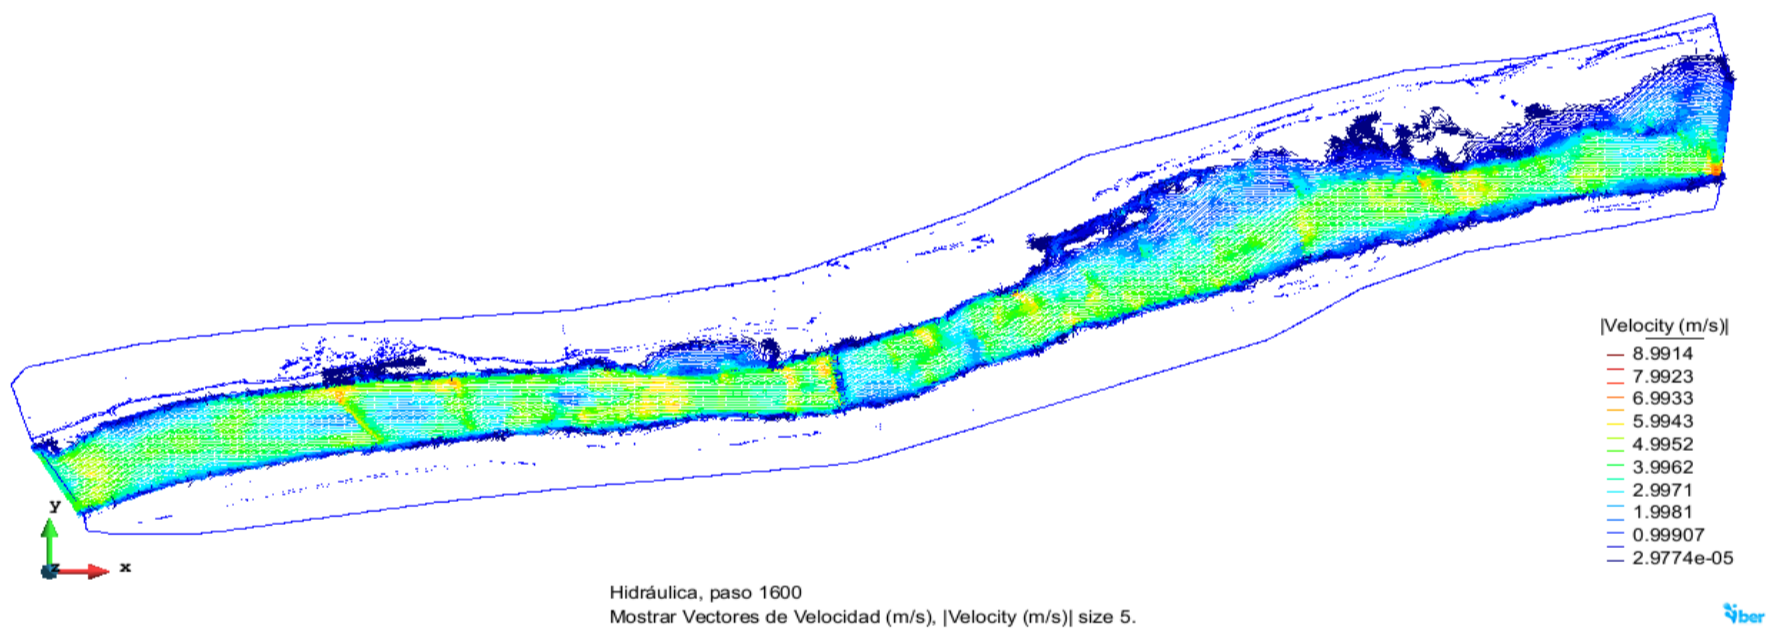 |Velocity (m/s)|
8.9914
7.9923
6.9933
5.9943
4.9952
3.9962
2.9971
1.9981
0.99907
2.9774e-05
y
z
x
Hidráulica, paso 1600
Mostrar Vectores de Velocidad (m/s), |Velocity (m/s)| size 5.
iber